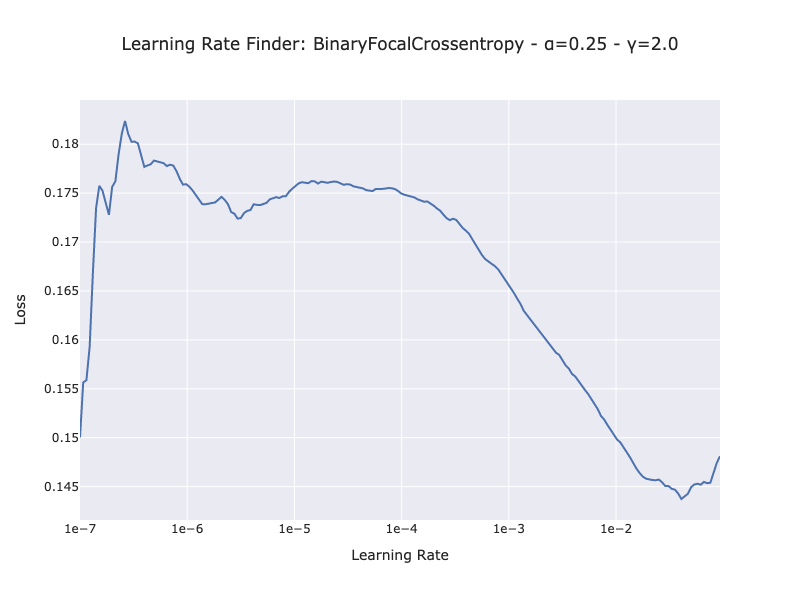 Learning Rate Finder: BinaryFocalCrossentropy - α=0.25 - γ=2.0
0.18
0.175
0.17
0.165
0.16
0.155
0.15
0.145
Loss
1e−7 1e−6 1e−5 1e−4 1e−3 1e−2
Learning Rate